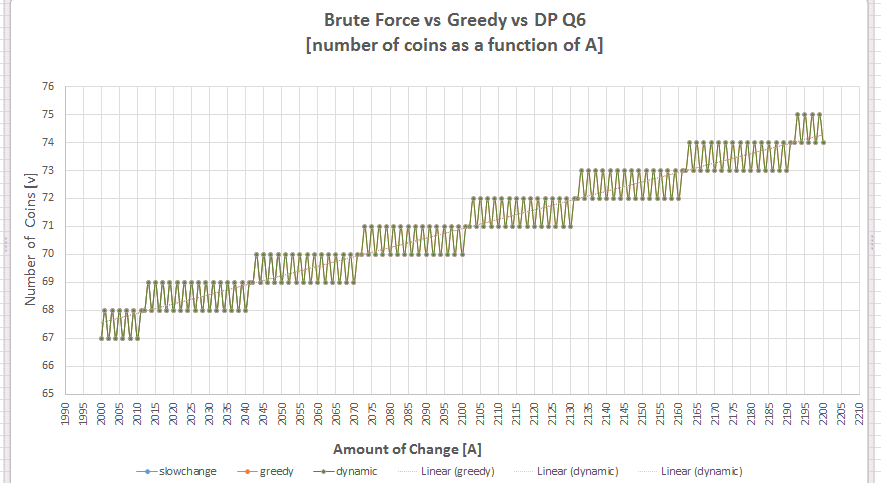 Brute Force vs Greedy vs DP Q6
[number of coins as a function of A]
76
75
74
73
72
71
70
69
68
67
66
65
Number of Coins [v]
1990 1995 2000 2005 2010 2015 2020 2025 2030 2035 2040 2045 2050 2055 2060 2065 2070 2075 2080 2085 2090 2095 2100 2105 2110 2115 2120 2125 2130 2135 2140 2145 2150 2155 2160 2165 2170 2175 2180 2185 2190 2195 2200 2205 2210
Amount of Change [A]
slowchange greedy dynamic Linear (greedy) Linear (dynamic) Linear (dynamic)